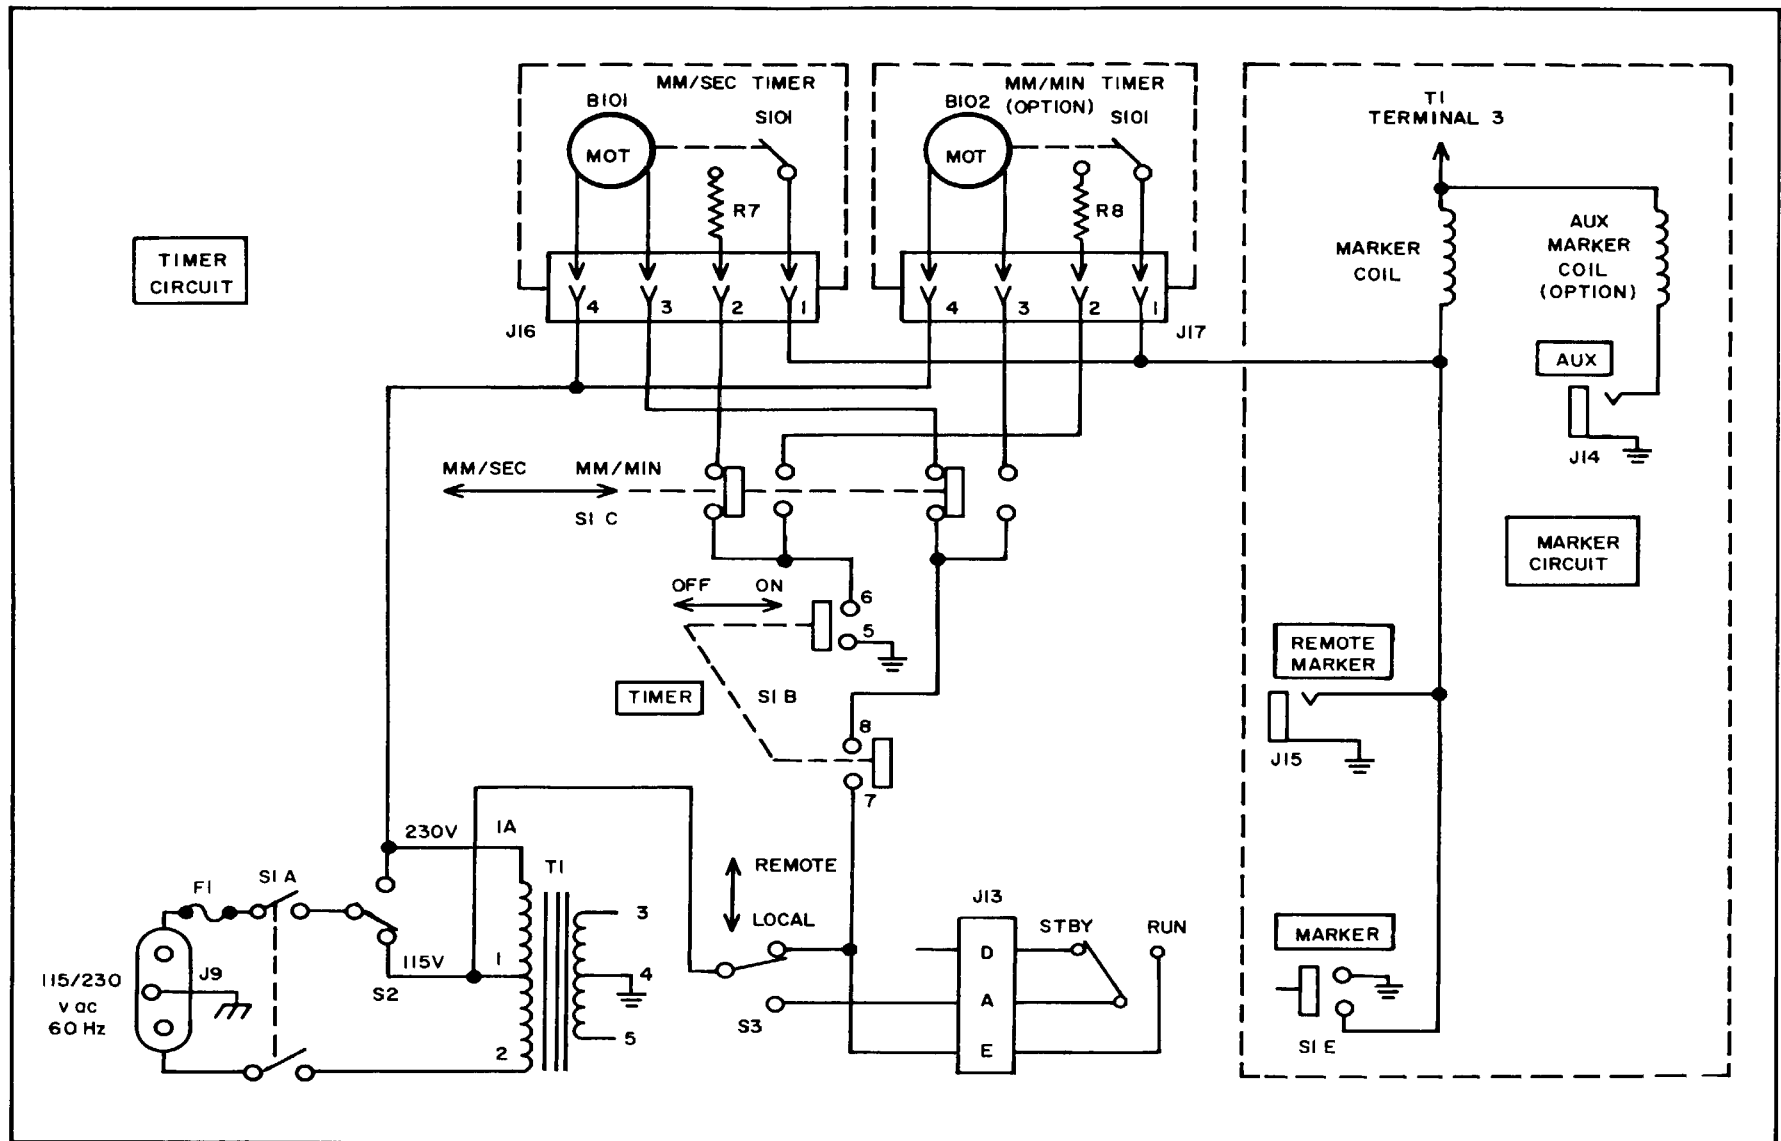 MM/SEC TIMER
B101
S101
MOT
R7
4 3 2 1
J16
MM/MIN TIMER
(OPTION)
B102
S101
MOT
R8
4 3 2 1
J17
T1
TERMINAL 3
MARKER
COIL
AUX
MARKER
COIL
(OPTION)
AUX
J14
TIMER
CIRCUIT
MM/SEC
MM/MIN
S1 C
MARKER
CIRCUIT
OFF ON
6
5
TIMER
S1 B
8
7
REMOTE
MARKER
J15
230V
1A
T1
F1
S1 A
115V
1
S2
2
3
4
5
J9
115/230
v ac
60 Hz
REMOTE
LOCAL
S3
J13
D
A
E
STBY
RUN
MARKER
S1 E